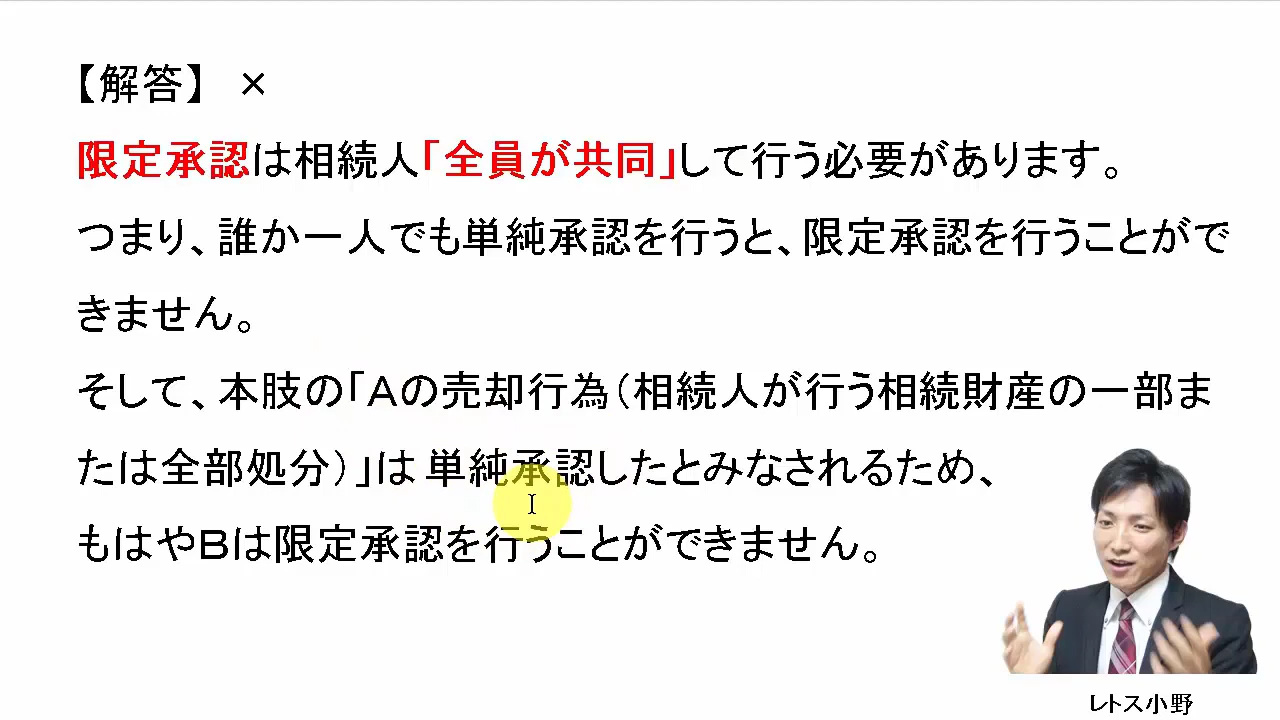 【解答】 ×
限定承認は相続人「全員が共同」して行う必要があります。
つまり、誰か一人でも単純承認を行うと、限定承認を行うことがで
きません。
そして、本肢の「Aの売却行為（相続人が行う相続財産の一部ま
たは全部処分）」は単純承認したとみなされるため、
もはやBは限定承認を行うことができません。
レトス小野